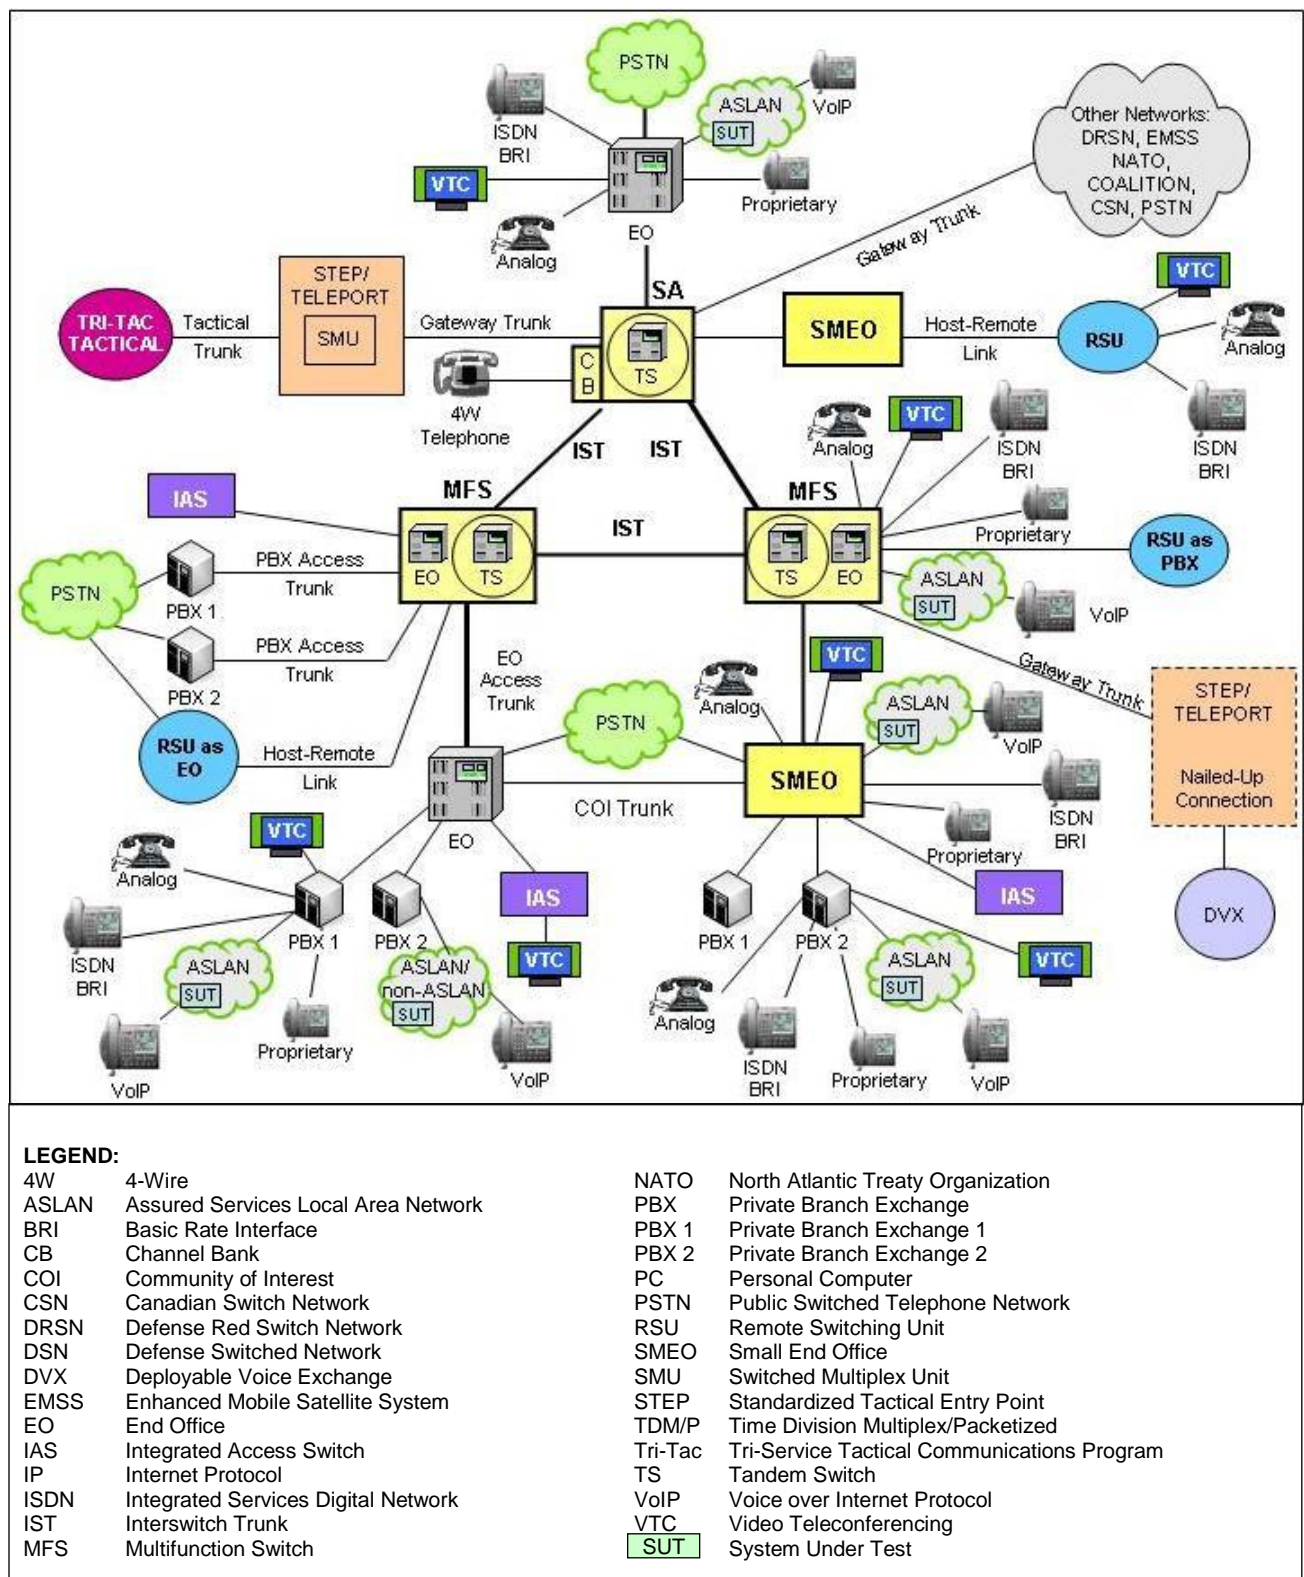 PSTN
ASLAN
SUT
VoIP
ISDN
BRI
VTC
Proprietary
Analog
EO
Other Networks:
DRSN, EMSS
NATO,
COALITION,
CSN, PSTN
Gateway Trunk
SA
TRI-TAC
TACTICAL
Tactical
Trunk
STEP/
TELEPORT
SMU
Gateway Trunk
C
B
TS
SMEO
Host-Remote
Link
RSU
VTC
Analog
ISDN
BRI
4W
Telephone
IST
IST
Analog
VTC
ISDN
BRI
IAS
MFS
EO
TS
IST
MFS
TS
EO
Proprietary
RSU as
PBX
PSTN
PBX 1
PBX Access
Trunk
PBX 2
PBX Access
Trunk
ASLAN
SUT
VoIP
Gateway Trunk
RSU as
EO
Host-Remote
Link
EO
Access
Trunk
PSTN
Analog
VTC
ASLAN
SUT
VoIP
STEP/
TELEPORT
Nailed-Up
Connection
EO
COI Trunk
SMEO
ISDN
BRI
Proprietary
IAS
DVX
VTC
Analog
ISDN
BRI
PBX 1
PBX 2
IAS
VTC
ASLAN
SUT
VoIP
Proprietary
ASLAN/
non-ASLAN
SUT
VoIP
PBX 1
PBX 2
Analog
ISDN
BRI
Proprietary
ASLAN
SUT
VoIP
VTC
LEGEND:
4W 4-Wire
ASLAN Assured Services Local Area Network
BRI Basic Rate Interface
CB Channel Bank
COI Community of Interest
CSN Canadian Switch Network
DRSN Defense Red Switch Network
DSN Defense Switched Network
DVX Deployable Voice Exchange
EMSS Enhanced Mobile Satellite System
EO End Office
IAS Integrated Access Switch
IP Internet Protocol
ISDN Integrated Services Digital Network
IST Interswitch Trunk
MFS Multifunction Switch
NATO North Atlantic Treaty Organization
PBX Private Branch Exchange
PBX 1 Private Branch Exchange 1
PBX 2 Private Branch Exchange 2
PC Personal Computer
PSTN Public Switched Telephone Network
RSU Remote Switching Unit
SMEO Small End Office
SMU Switched Multiplex Unit
STEP Standardized Tactical Entry Point
TDM/P Time Division Multiplex/Packetized
Tri-Tac Tri-Service Tactical Communications Program
TS Tandem Switch
VoIP Voice over Internet Protocol
VTC Video Teleconferencing
SUT System Under Test